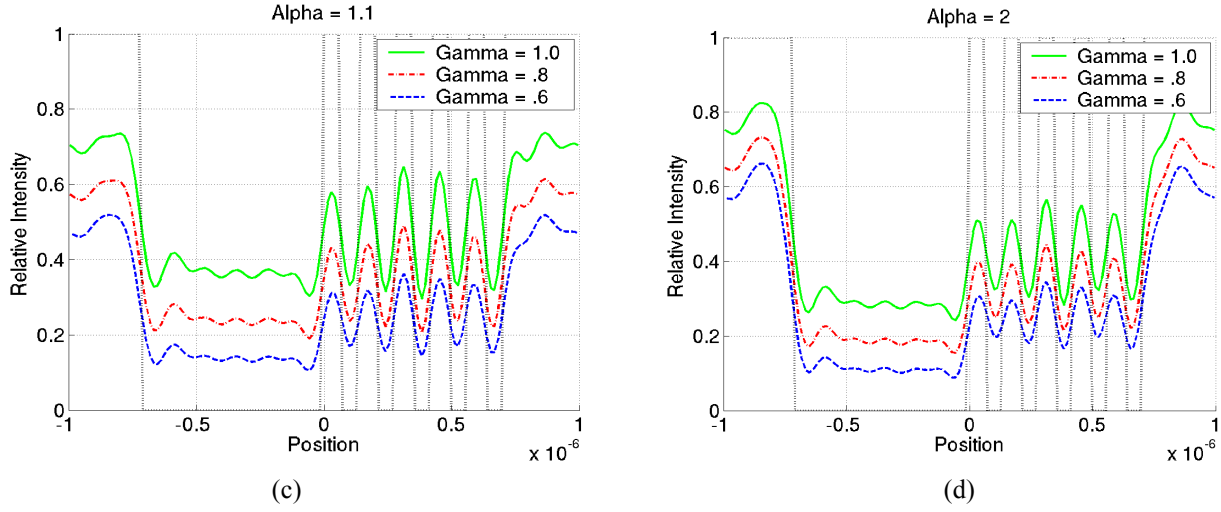 Alpha = 1.1
1
Gamma = 1.0
Gamma = .8
Gamma = .6
0.8
0.6
0.4
0.2
0
Relative Intensity
-1
-0.5
0
0.5
1
Position
x 10^-6
(c)
Alpha = 2
1
Gamma = 1.0
Gamma = .8
Gamma = .6
0.8
0.6
0.4
0.2
0
Relative Intensity
-1
-0.5
0
0.5
1
Position
x 10^-6
(d)